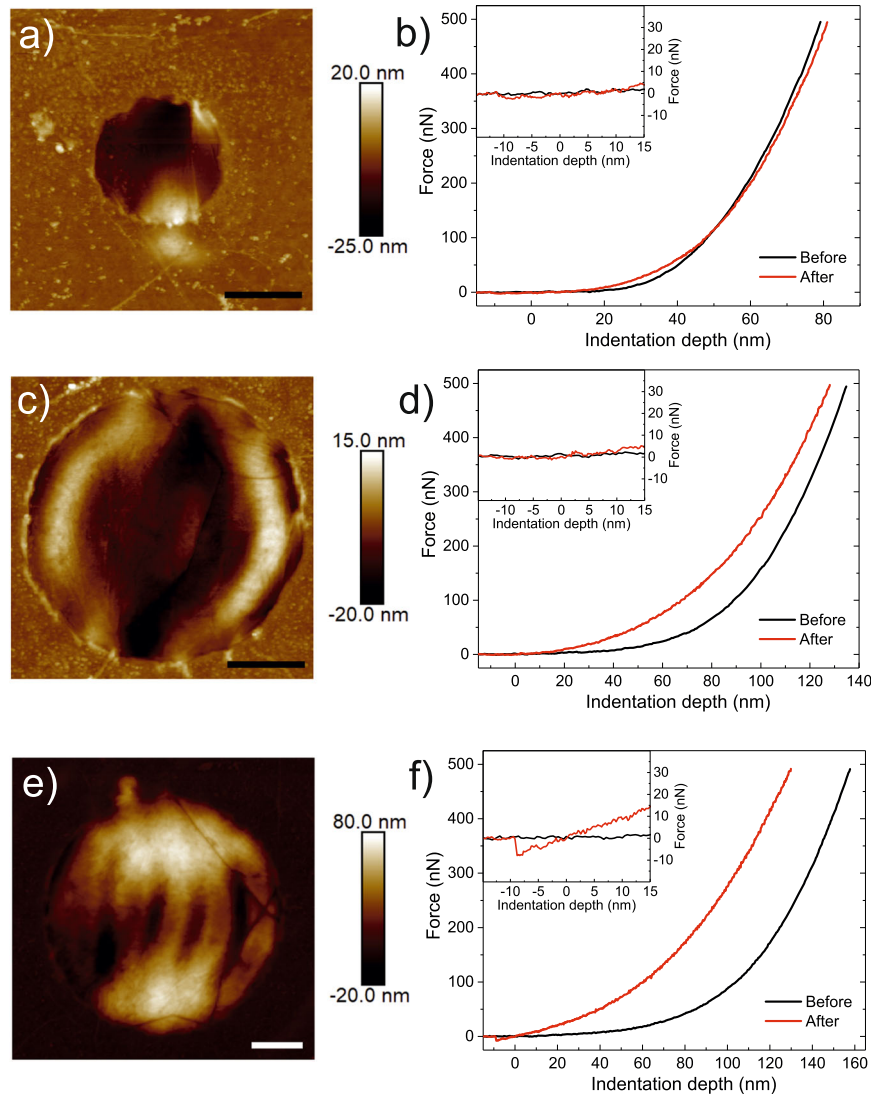 a)
20.0 nm
-25.0 nm
b)
500
400
300
200
100
0
Force (nN)
0 20 40 60 80
Indentation depth (nm)
Before
After
30
20
10
0
-10
Force (nN)
-10 -5 0 5 10 15
Indentation depth (nm)
c)
15.0 nm
-20.0 nm
d)
500
400
300
200
100
0
Force (nN)
0 20 40 60 80 100 120 140
Indentation depth (nm)
Before
After
30
20
10
0
-10
Force (nN)
-10 -5 0 5 10 15
Indentation depth (nm)
e)
80.0 nm
-20.0 nm
f)
500
400
300
200
100
0
Force (nN)
0 20 40 60 80 100 120 140 160
Indentation depth (nm)
Before
After
30
20
10
0
-10
Force (nN)
-10 -5 0 5 10 15
Indentation depth (nm)